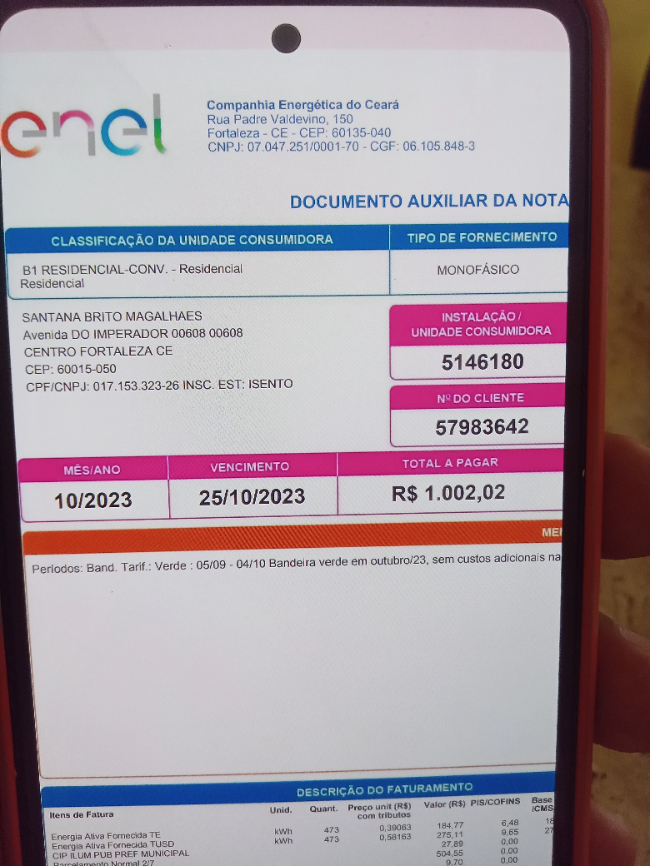 enel
Companhia Energética do Ceará
Rua Padre Valdevino, 150
Fortaleza - CE - CEP: 60135-040
CNPJ: 07.047.251/0001-70 - CGF: 06.105.848-3
DOCUMENTO AUXILIAR DA NOTA
CLASSIFICAÇÃO DA UNIDADE CONSUMIDORA
TIPO DE FORNECIMENTO
B1 RESIDENCIAL-CONV. - Residencial
Residencial
MONOFÁSICO
SANTANA BRITO MAGALHAES
Avenida DO IMPERADOR 00608 00608
CENTRO FORTALEZA CE
CEP: 60015-050
CPF/CNPJ: 017.153.323-26 INSC. EST: ISENTO
INSTALAÇÃO /
UNIDADE CONSUMIDORA
5146180
Nº DO CLIENTE
57983642
MÊS/ANO VENCIMENTO TOTAL A PAGAR
10/2023 25/10/2023 R$ 1.002,02
Períodos: Band. Tarif.: Verde : 05/09 - 04/10 Bandeira verde em outubro/23, sem custos adicionais na
DESCRIÇÃO DO FATURAMENTO
Itens de Fatura Unid. Quant. Preço unit (R$) com tributos Valor (R$) PIS/COFINS Base ICMS
Energia Ativa Fornecida TE kWh 473 0,39063 184,77 6,48
Energia Ativa Fornecida TUSD kWh 473 0,58163 275,11 9,65
CIP ILUM PUB PREF MUNICIPAL 27,89 0,00
Parcelamento Normal 2/7 504,55 0,00
9,70 0,00